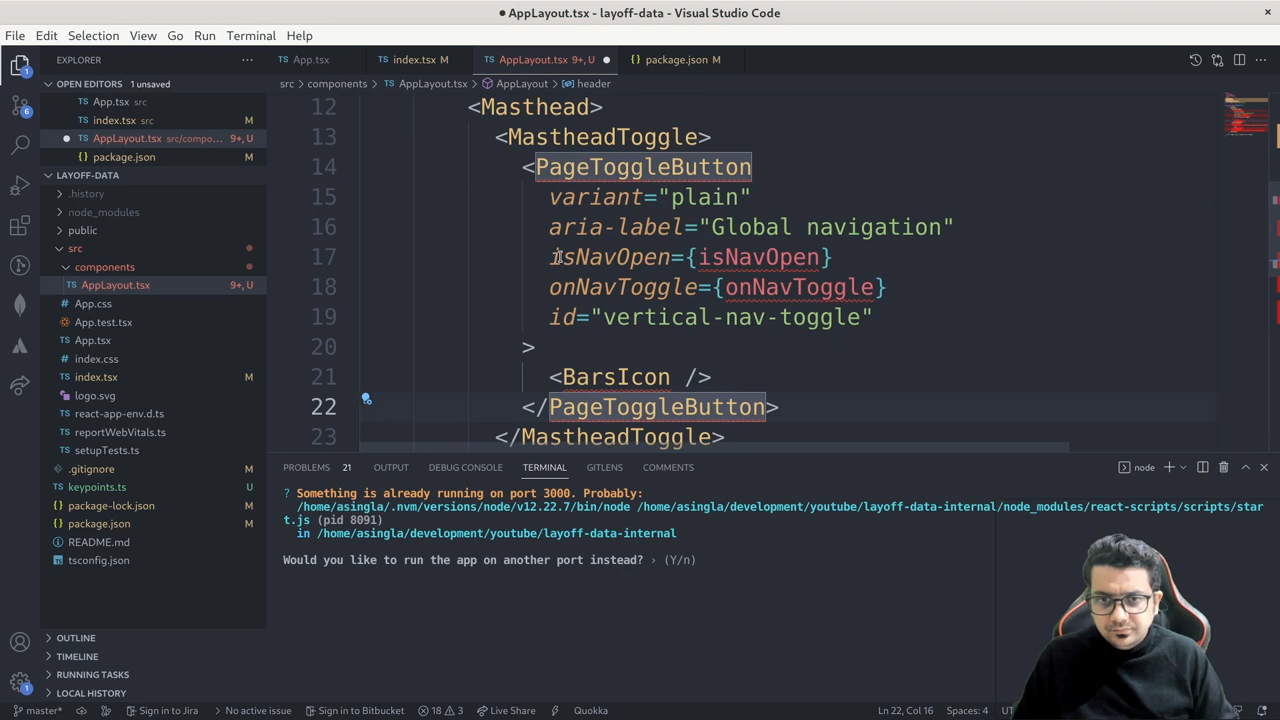 ● AppLayout.tsx - layoff-data - Visual Studio Code
File Edit Selection View Go Run Terminal Help
EXPLORER
App.tsx
index.tsx M
AppLayout.tsx 9+, U
package.json M
OPEN EDITORS 1 unsaved
src > components > AppLayout.tsx > AppLayout > header
App.tsx src
index.tsx src M
AppLayout.tsx src/compo... 9+, U
package.json M
LAYOFF-DATA
.history
node_modules
public
src
components
AppLayout.tsx 9+, U
App.css
App.test.tsx
App.tsx
index.css
index.tsx M
logo.svg
react-app-env.d.ts
reportWebVitals.ts
setupTests.ts
.gitignore M
keypoints.ts U
package-lock.json M
package.json M
README.md
tsconfig.json
OUTLINE
TIMELINE
RUNNING TASKS
LOCAL HISTORY
12 <Masthead>
13 <MastheadToggle>
14 <PageToggleButton
15 variant="plain"
16 aria-label="Global navigation"
17 isNavOpen={isNavOpen}
18 onNavToggle={onNavToggle}
19 id="vertical-nav-toggle"
20 >
21 <BarsIcon />
22 </PageToggleButton>
23 </MastheadToggle>
PROBLEMS 21 OUTPUT DEBUG CONSOLE TERMINAL GITLENS COMMENTS
node
? Something is already running on port 3000. Probably:
/home/asingla/.nvm/versions/node/v12.22.7/bin/node /home/asingla/development/youtube/layoff-data-internal/node_modules/react-scripts/scripts/star
t.js (pid 8091)
in /home/asingla/development/youtube/layoff-data-internal
Would you like to run the app on another port instead? › (Y/n)
master* Sign in to Jira No active issue Sign in to Bitbucket 18 3 Live Share Quokka Ln 22, Col 16 Spaces: 4